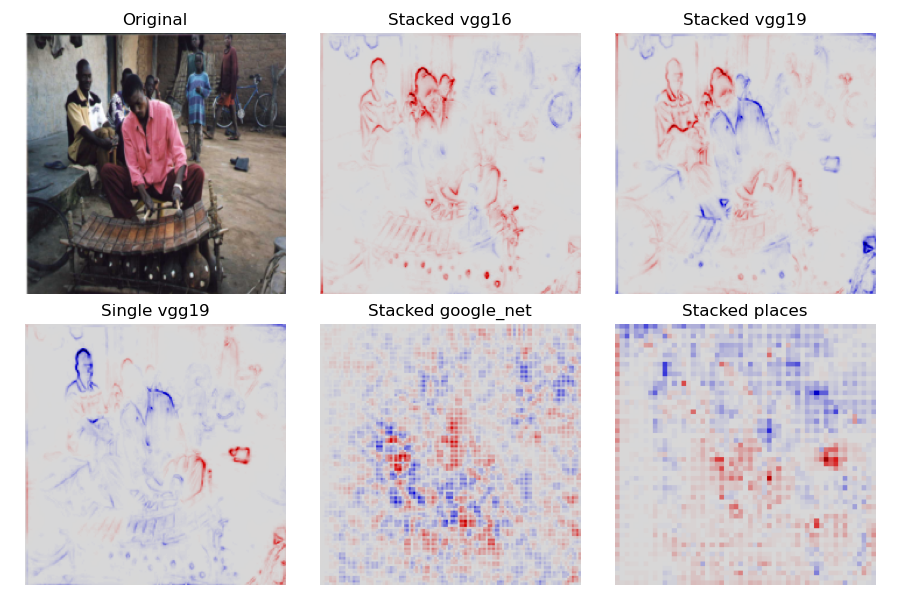 Original
Stacked vgg16
Stacked vgg19
Single vgg19
Stacked google_net
Stacked places